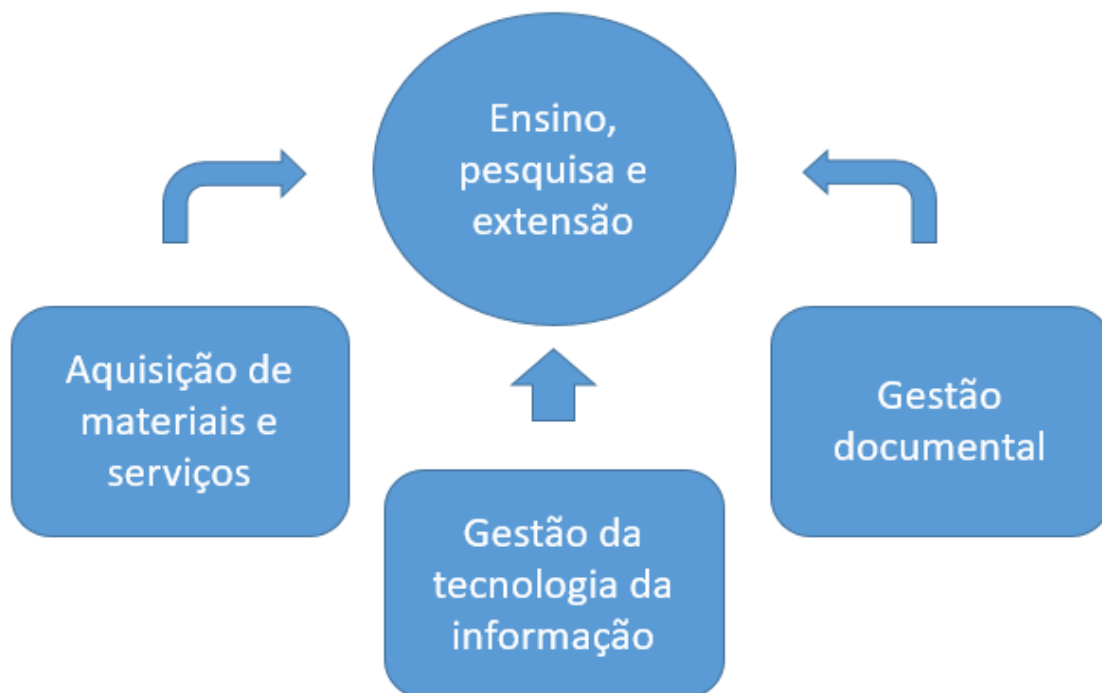 Ensino,
pesquisa e
extensão
Aquisição de
materiais e
serviços
Gestão da
tecnologia da
informação
Gestão
documental